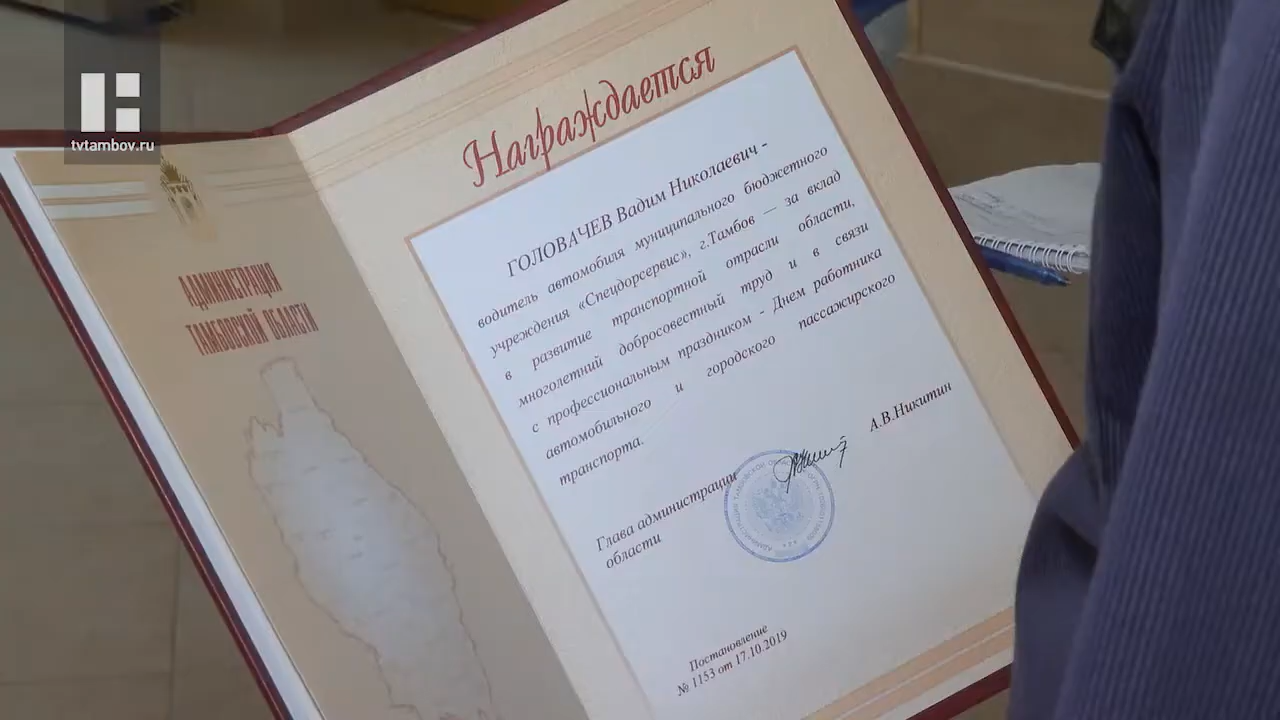 tvtambov.ru
АДМИНИСТРАЦИЯ
ТАМБОВСКОЙ ОБЛАСТИ
Награждается
ГОЛОВАЧЕВ Вадим Николаевич -
водитель автомобиля муниципального бюджетного
учреждения «Спецдорсервис», г.Тамбов — за вклад
в развитие транспортной отрасли области,
многолетний добросовестный труд и в связи
с профессиональным праздником - Днем работника
автомобильного и городского пассажирского
транспорта.
Глава администрации
области
А.В.Никитин
Постановление
№ 1153 от 17.10.2019